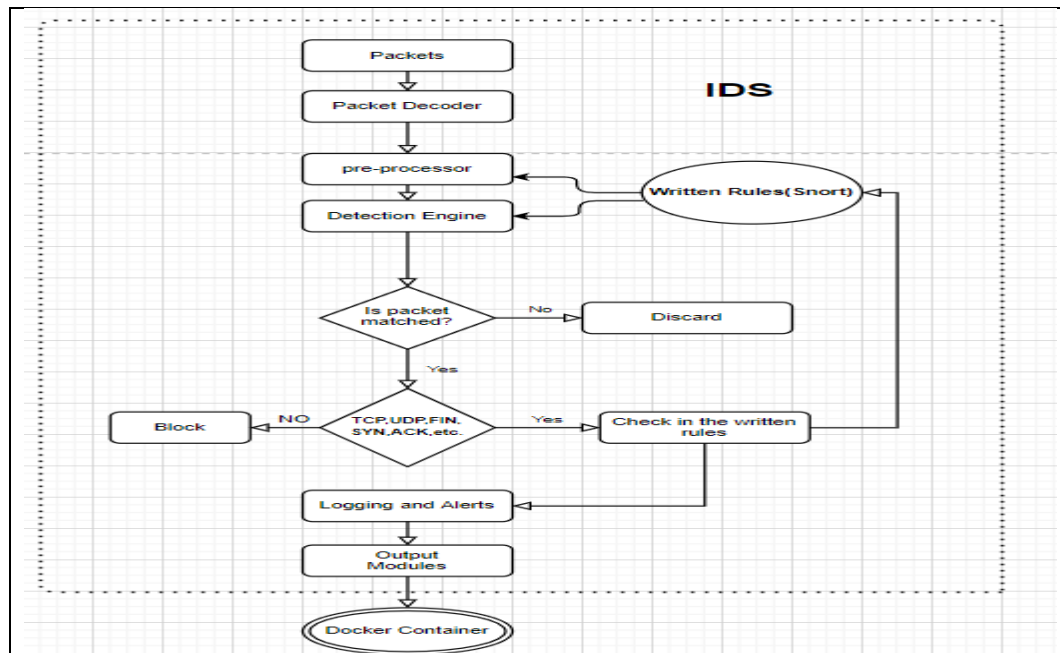 Packets
IDS
Packet Decoder
pre-processor
Written Rules(Snort)
Detection Engine
Is packet
matched?
No
Discard
Yes
Block
NO
TCP,UDP,FIN,
SYN,ACK,etc.
Yes
Check in the written
rules
Logging and Alerts
Output
Modules
Docker Container